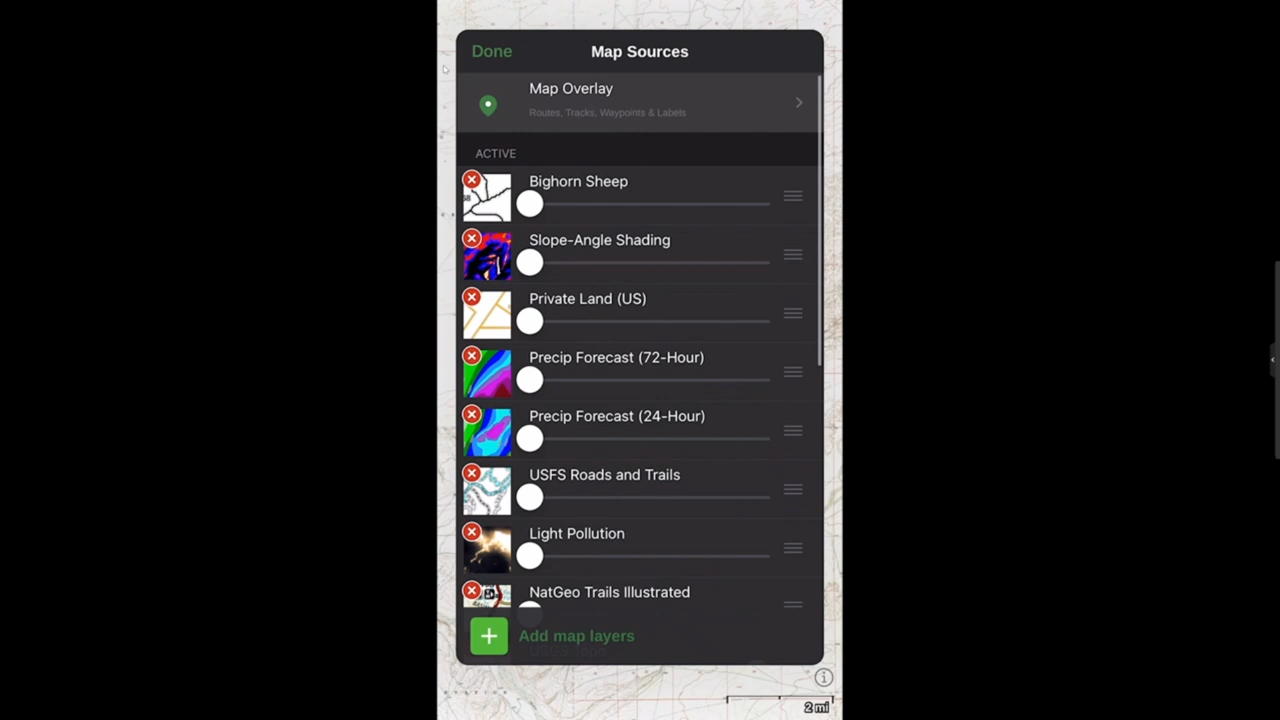 Done
Map Sources
Map Overlay
Routes, Tracks, Waypoints & Labels
ACTIVE
Bighorn Sheep
Slope-Angle Shading
Private Land (US)
Precip Forecast (72-Hour)
Precip Forecast (24-Hour)
USFS Roads and Trails
Light Pollution
NatGeo Trails Illustrated
Add map layers
USGS Topo
2 mi